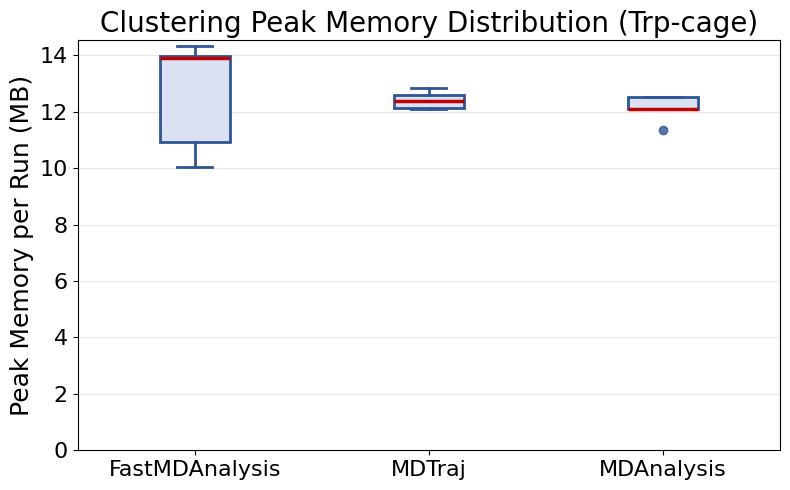 Clustering Peak Memory Distribution (Trp-cage)
Peak Memory per Run (MB)
14
12
10
8
6
4
2
0
FastMDAnalysis MDTraj MDAnalysis